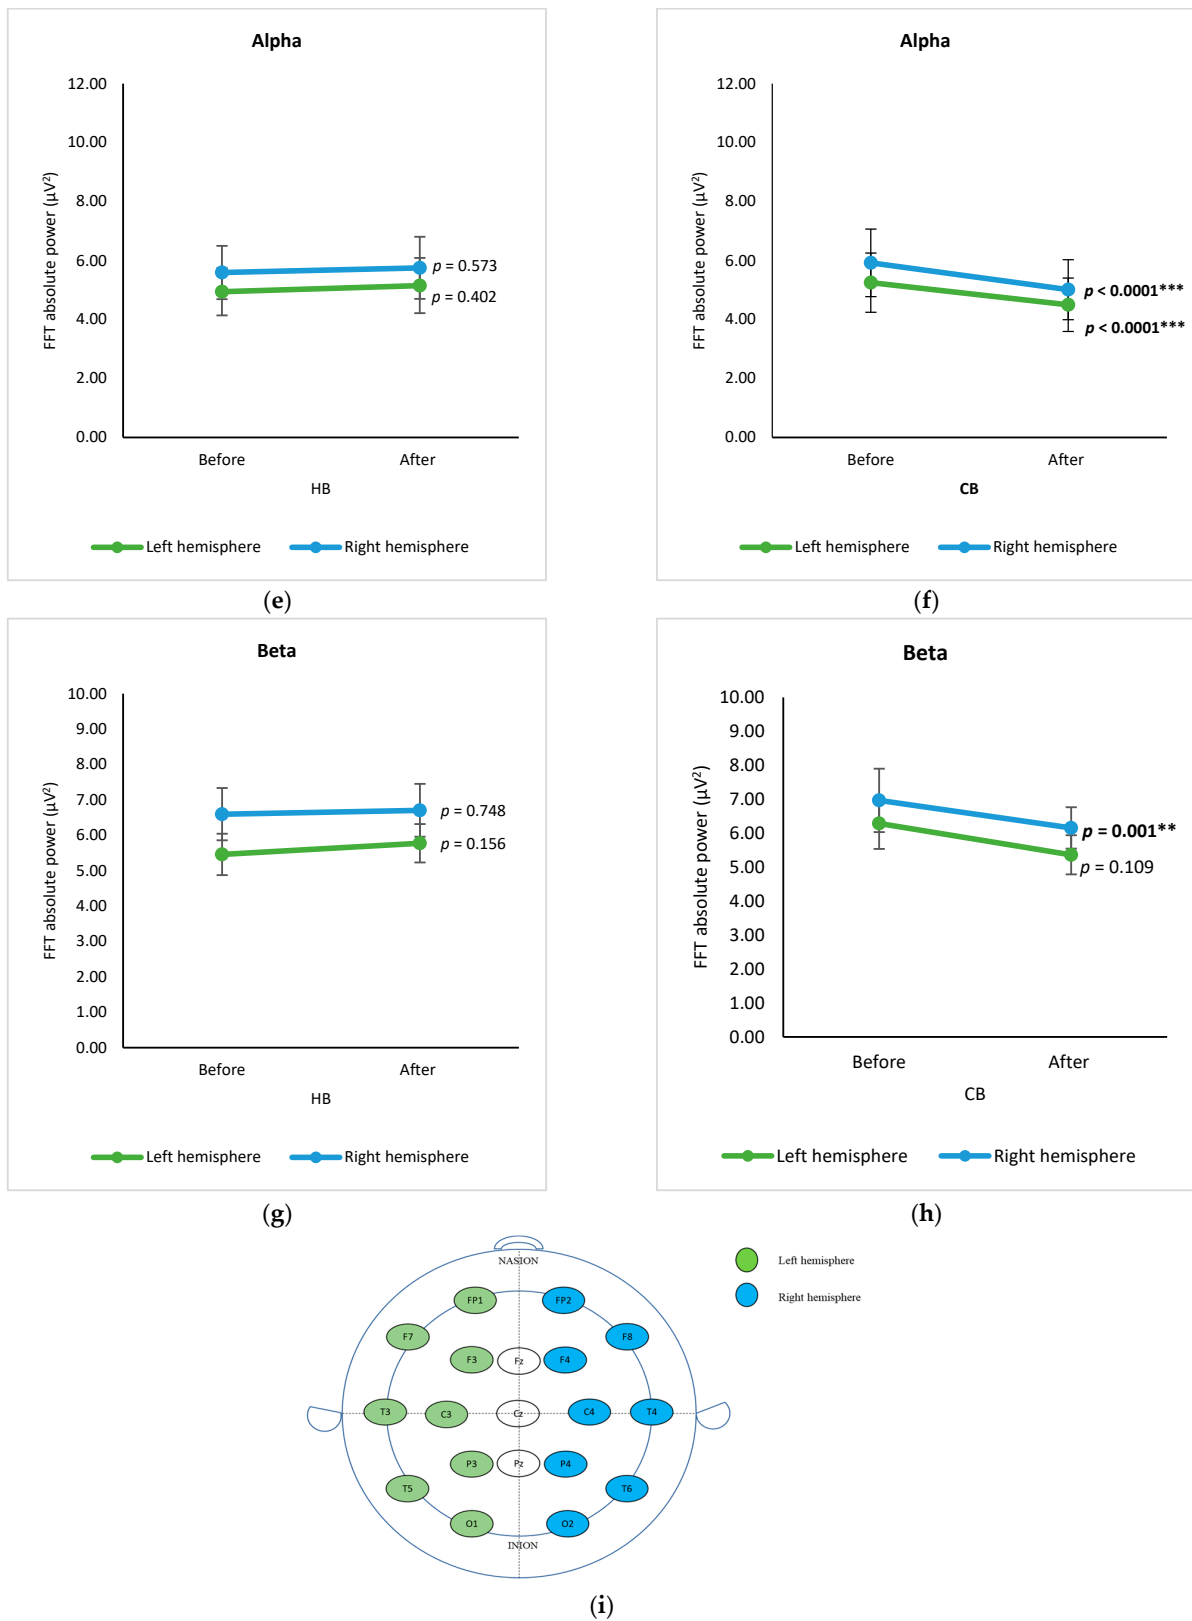 Alpha
12.00
10.00
8.00
6.00
4.00
2.00
0.00
FFT absolute power (µV²)
p = 0.573
p = 0.402
Before After
HB
Left hemisphere Right hemisphere
(e)
Alpha
12.00
10.00
8.00
6.00
4.00
2.00
0.00
FFT absolute power (µV²)
p < 0.0001***
p < 0.0001***
Before After
CB
Left hemisphere Right hemisphere
(f)
Beta
10.00
9.00
8.00
7.00
6.00
5.00
4.00
3.00
2.00
1.00
0.00
FFT absolute power (µV²)
p = 0.748
p = 0.156
Before After
HB
Left hemisphere Right hemisphere
(g)
Beta
10.00
9.00
8.00
7.00
6.00
5.00
4.00
3.00
2.00
1.00
0.00
FFT absolute power (µV²)
p = 0.001**
p = 0.109
Before After
CB
Left hemisphere Right hemisphere
(h)
NASION
FP1 FP2
F7 F8
F3 Fz F4
T3 C3 Cz C4 T4
P3 Pz P4
T5 T6
O1 O2
INION
Left hemisphere
Right hemisphere
(i)